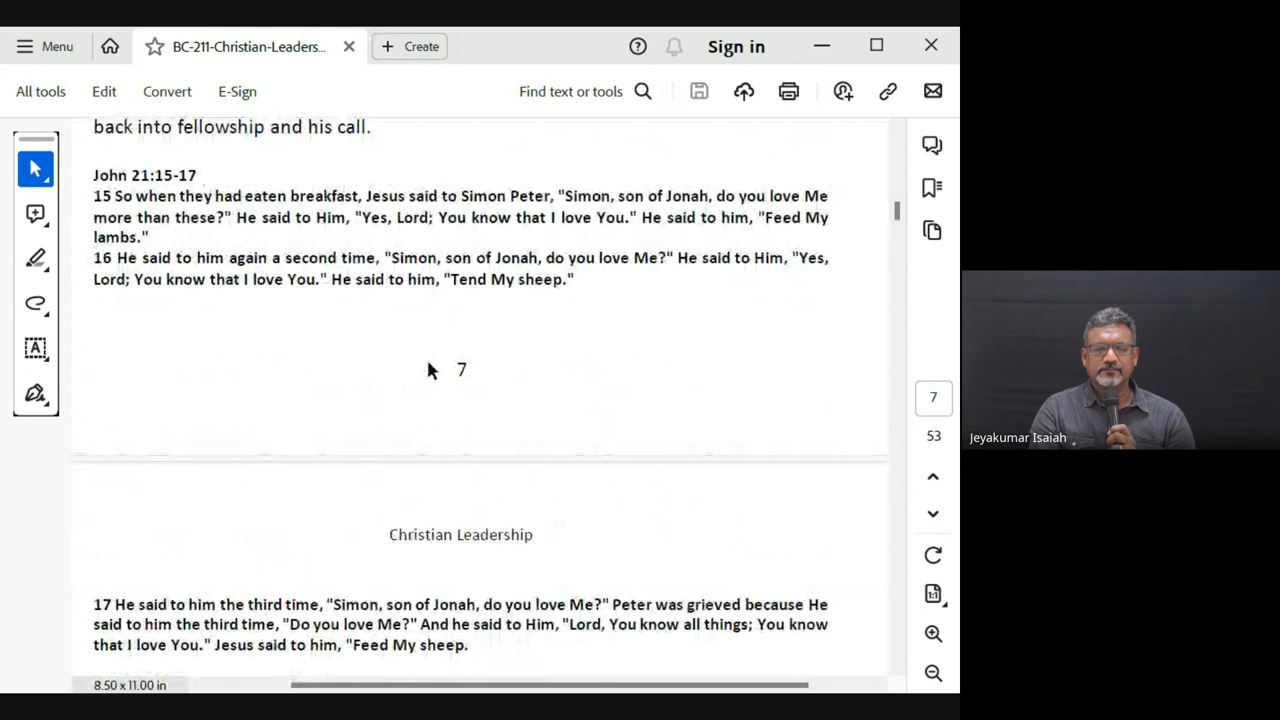 Menu
BC-211-Christian-Leaders...
Create
Sign in
All tools
Edit
Convert
E-Sign
Find text or tools
back into fellowship and his call.
John 21:15-17
15 So when they had eaten breakfast, Jesus said to Simon Peter, "Simon, son of Jonah, do you love Me
more than these?" He said to Him, "Yes, Lord; You know that I love You." He said to him, "Feed My
lambs."
16 He said to him again a second time, "Simon, son of Jonah, do you love Me?" He said to Him, "Yes,
Lord; You know that I love You." He said to him, "Tend My sheep."
7
7
53
Jeyakumar Isaiah
Christian Leadership
17 He said to him the third time, "Simon, son of Jonah, do you love Me?" Peter was grieved because He
said to him the third time, "Do you love Me?" And he said to Him, "Lord, You know all things; You know
that I love You." Jesus said to him, "Feed My sheep.
1:1
8.50 x 11.00 in